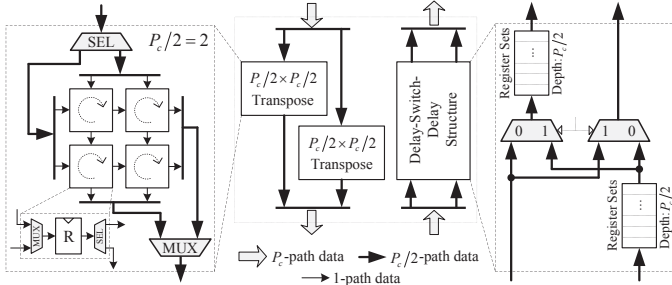 SEL
P_c/2 = 2
MUX
R
SEL
MUX
P_c/2 × P_c/2
Transpose
P_c/2 × P_c/2
Transpose
Delay-Switch-
Delay
Structure
P_c-path data
P_c/2-path data
1-path data
Register Sets
...
Depth: P_c/2
0 1
1 0
Register Sets
...
Depth: P_c/2